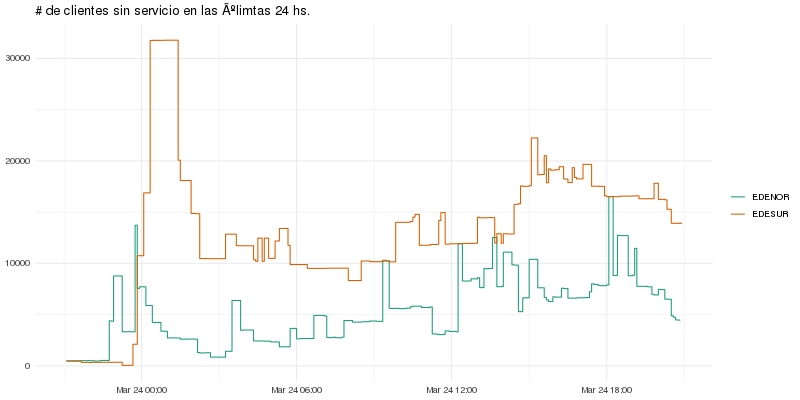 # de clientes sin servicio en las Ãºlimtas 24 hs.
30000
20000
10000
0
Mar 24 00:00
Mar 24 06:00
Mar 24 12:00
Mar 24 18:00
EDENOR
EDESUR